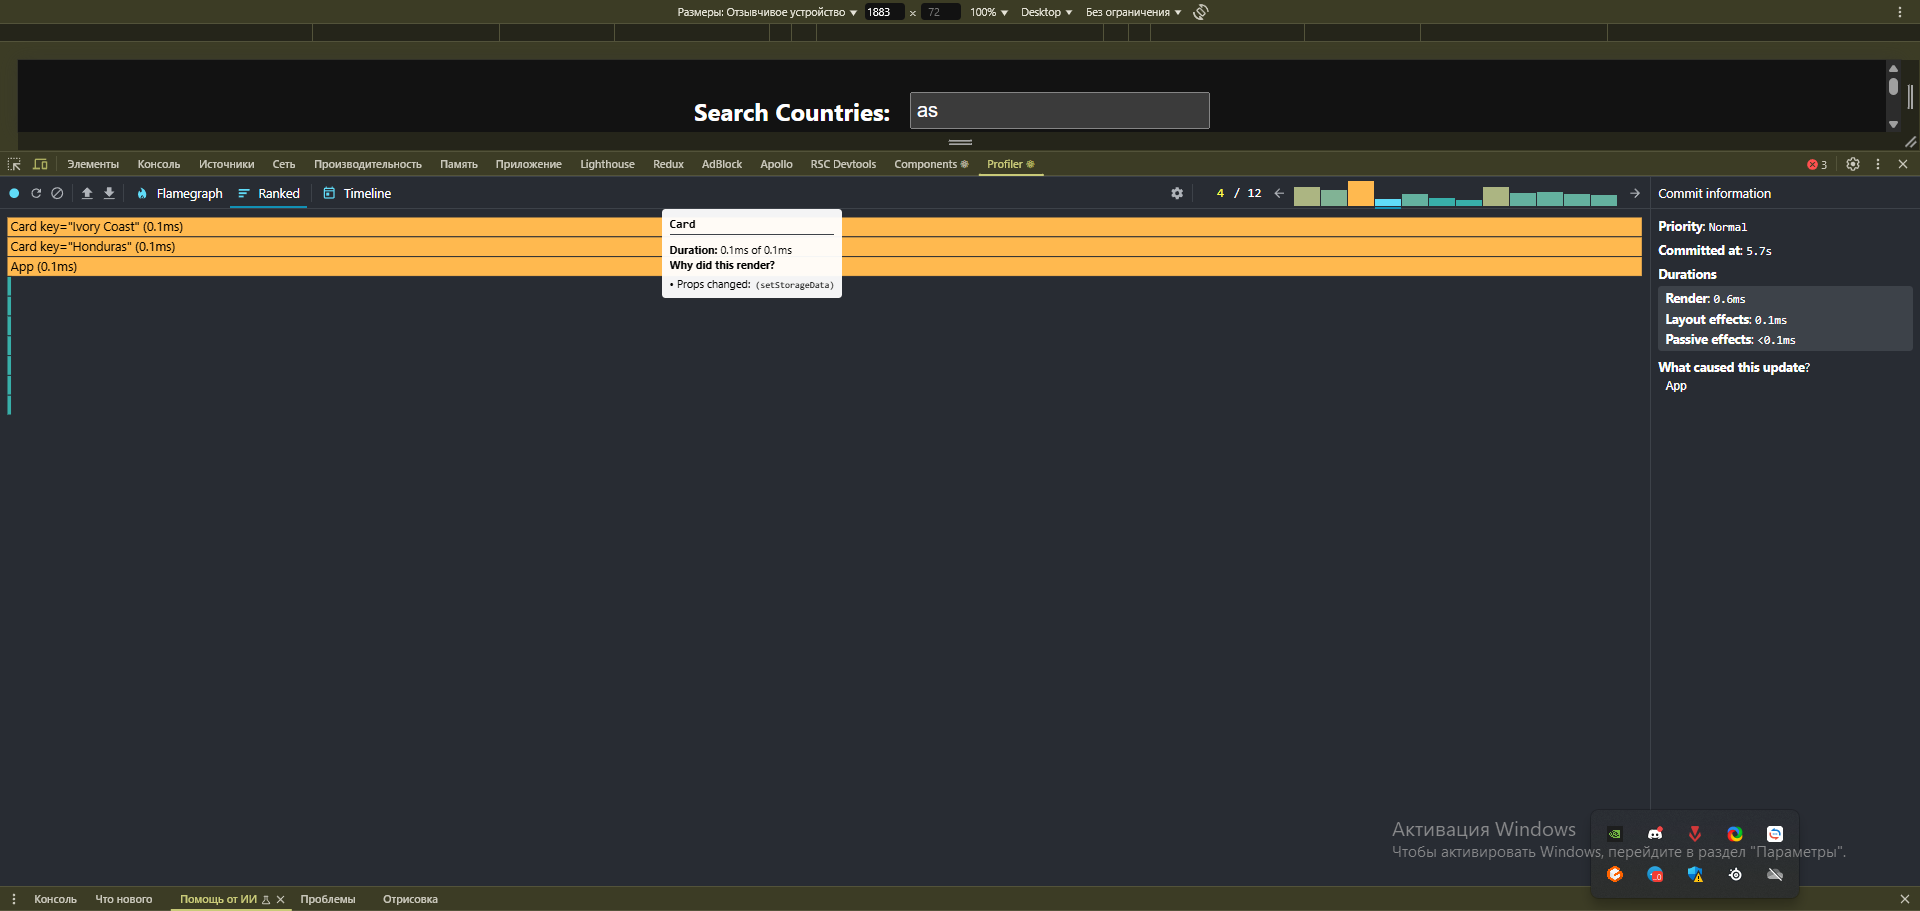 Размеры: Отзывчивое устройство 1883 × 72 100% Desktop Без ограничения
Search Countries: as
Элементы Консоль Источники Сеть Производительность Память Приложение Lighthouse Redux AdBlock Apollo RSC Devtools Components Profiler 3
Flamegraph Ranked Timeline 4 / 12 Commit information
Card key="Ivory Coast" (0.1ms)
Card key="Honduras" (0.1ms)
App (0.1ms)
Card
Duration: 0.1ms of 0.1ms
Why did this render?
• Props changed: (setStorageData)
Priority: Normal
Committed at: 5.7s
Durations
Render: 0.6ms
Layout effects: 0.1ms
Passive effects: <0.1ms
What caused this update?
App
Активация Windows
Чтобы активировать Windows, перейдите в раздел "Параметры".
Консоль Что нового Помощь от ИИ Проблемы Отрисовка